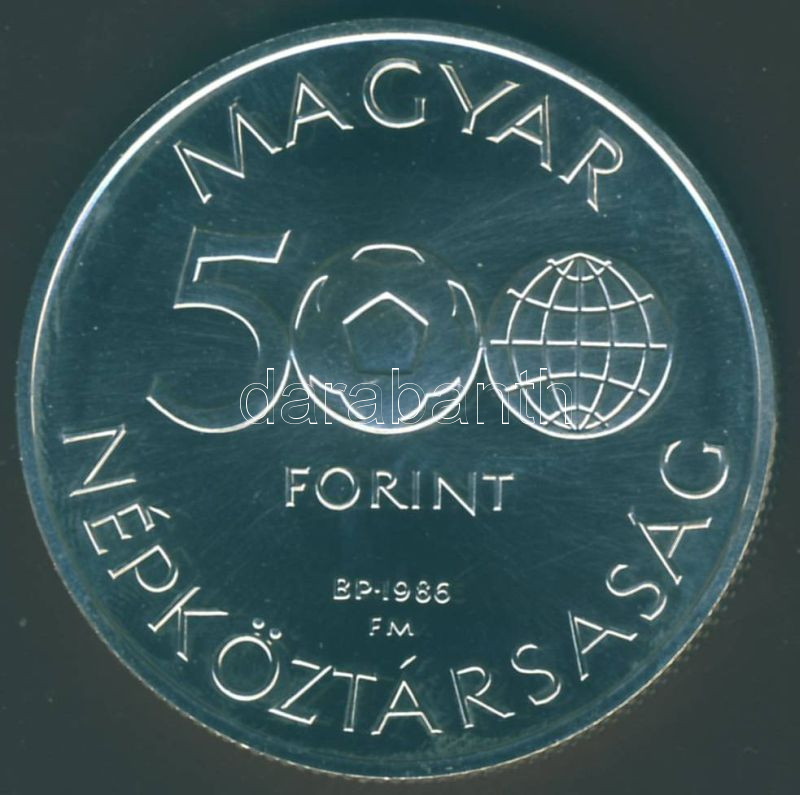 MAGYAR
500
darabanth
FORINT
BP·1986
FM
NÉPKÖZTÁRSASÁG